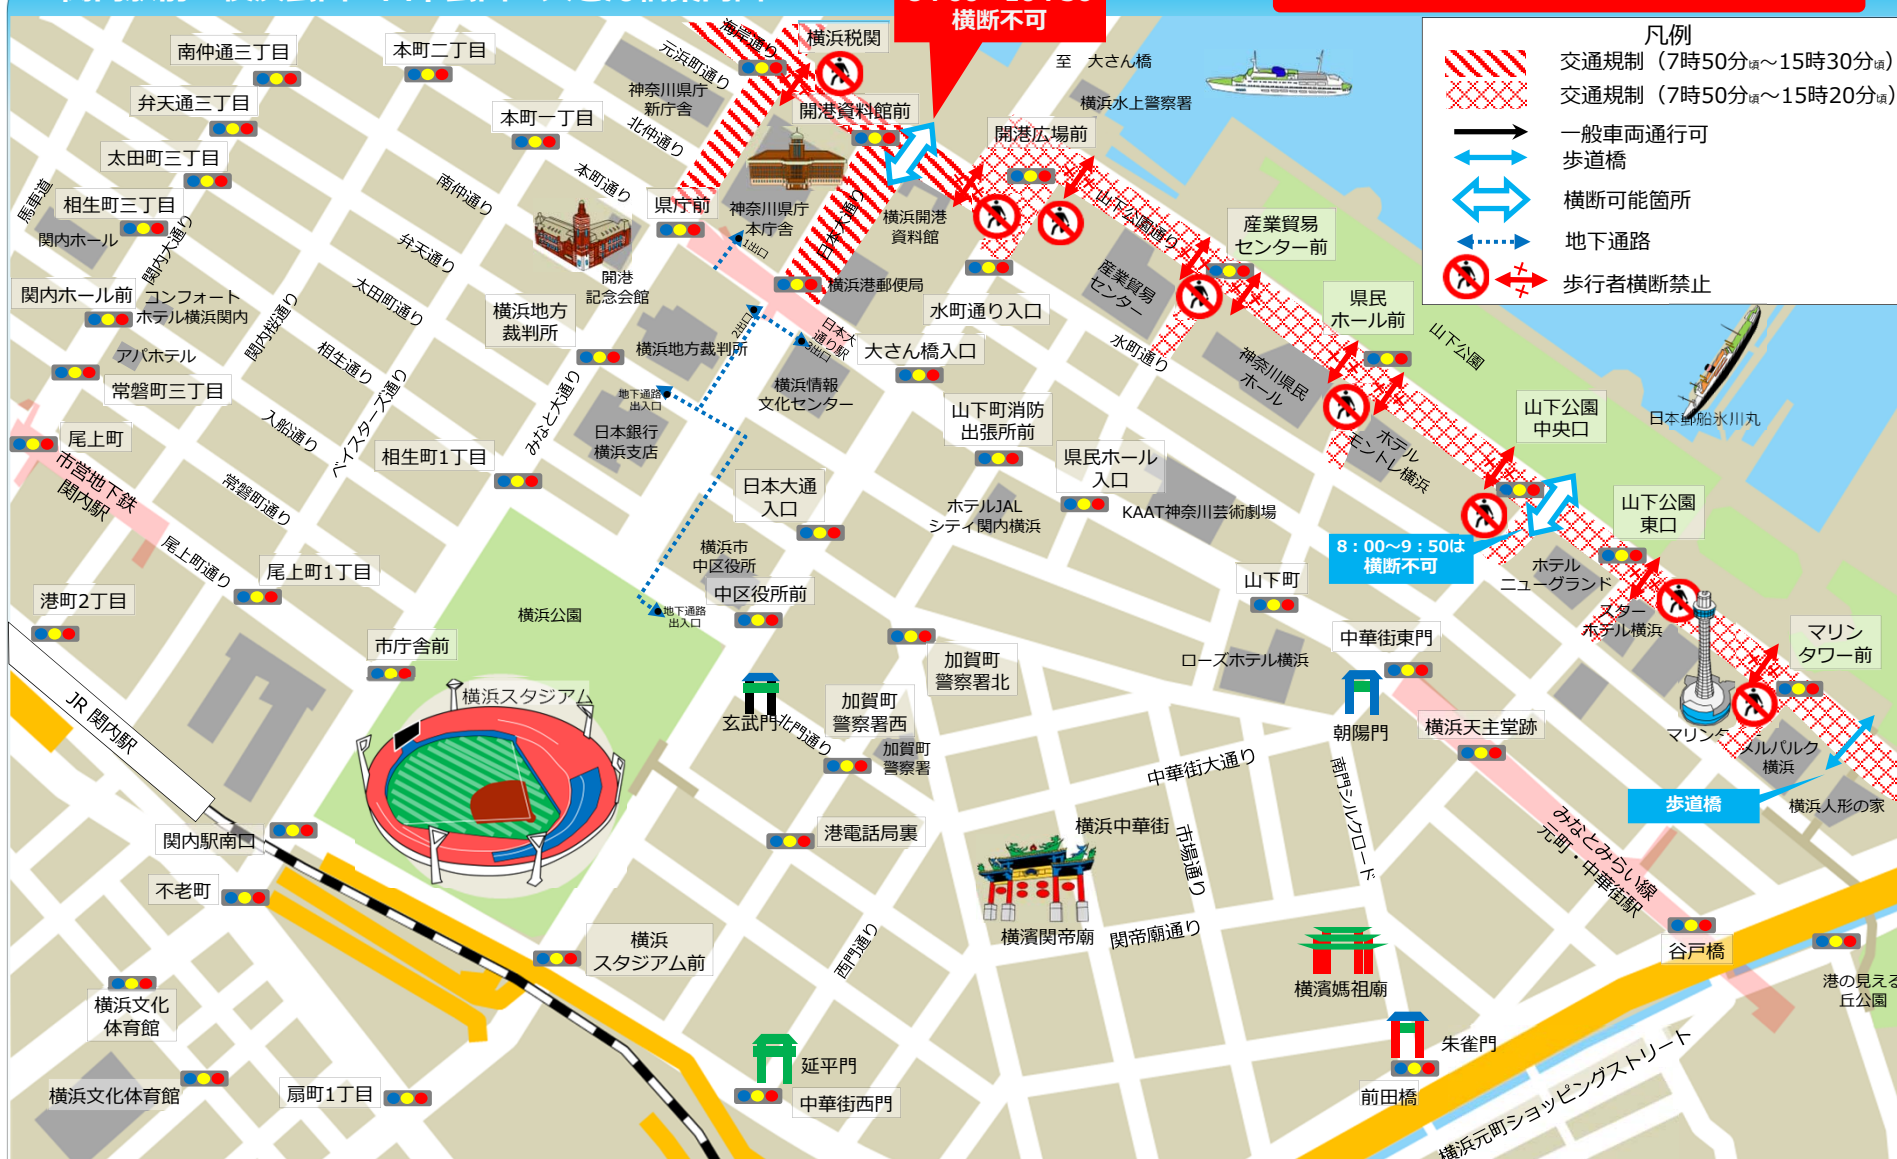 横断不可
凡例
交通規制（7時50分頃～15時30分頃）
交通規制（7時50分頃～15時20分頃）
一般車両通行可
歩道橋
横断可能箇所
地下通路
歩行者横断禁止
南仲通三丁目
本町二丁目
海岸通り
横浜税関
元浜町通り
至 大さん橋
弁天通三丁目
神奈川県庁
新庁舎
横浜水上警察署
本町一丁目
開港資料館前
北仲通り
開港広場前
太田町三丁目
本町通り
南仲通り
馬車道
相生町三丁目
県庁前
神奈川県庁
本庁舎
日本大通り
横浜開港
資料館
山下公園通り
産業貿易
センター前
関内ホール
関内大通り
弁天通り
1出口
開港
記念会館
横浜港郵便局
産業貿易
センター
関内ホール前
コンフォート
ホテル横浜関内
太田町通り
横浜地方
裁判所
2出口
水町通り入口
県民
ホール前
関内桜通り
日本大
通り駅
3出口
横浜地方裁判所
大さん橋入口
水町通り
山下公園
アパホテル
相生通り
神奈川県民
ホール
常磐町三丁目
ベイスターズ通り
みなと大通り
地下通路
出入口
横浜情報
文化センター
山下町消防
出張所前
山下公園
中央口
日本郵船氷川丸
入船通り
尾上町
日本銀行
横浜支店
ホテル
モントレ横浜
市営地下鉄
関内駅
相生町1丁目
県民ホール
入口
常磐町通り
日本大通
入口
山下公園
東口
ホテルJAL
シティ関内横浜
KAAT神奈川芸術劇場
尾上町通り
横浜市
中区役所
8：00～9：50は
横断不可
ホテル
ニューグランド
尾上町1丁目
山下町
港町2丁目
横浜公園
中区役所前
地下通路
出入口
スター
ホテル横浜
市庁舎前
加賀町
警察署北
ローズホテル横浜
中華街東門
マリン
タワー前
横浜スタジアム
玄武門
北門通り
加賀町
警察署西
朝陽門
横浜天主堂跡
JR 関内駅
加賀町
警察署
中華街大通り
メルパルク
横浜
南門シルクロード
歩道橋
横浜人形の家
関内駅南口
港電話局裏
横浜中華街
市場通り
みなとみらい線
元町・中華街駅
不老町
横浜
スタジアム前
西門通り
横濱関帝廟
関帝廟通り
谷戸橋
横浜文化
体育館
横濱媽祖廟
港の見える
丘公園
延平門
朱雀門
横浜文化体育館
扇町1丁目
中華街西門
前田橋
横浜元町ショッピングストリート